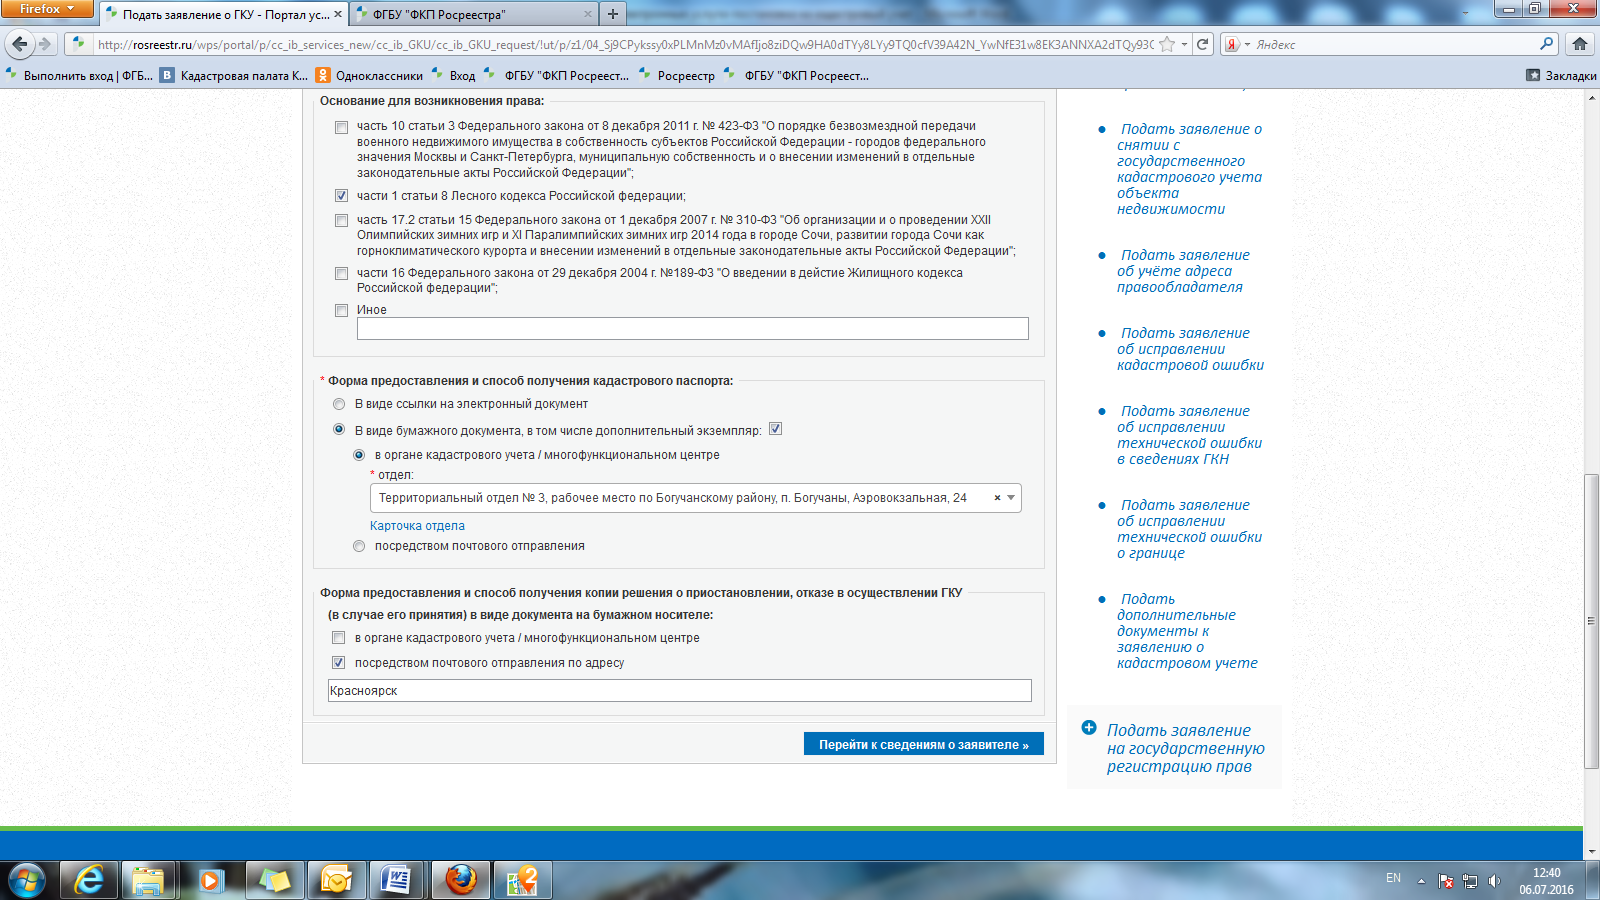 Firefox
Подать заявление о ГКУ - Портал ус...
ФГБУ "ФКП Росреестра"
Яндекс
Выполнить вход | ФГБ...
Кадастровая палата К...
Одноклассники
Вход
ФГБУ "ФКП Росреест...
Росреестр
ФГБУ "ФКП Росреест...
Закладки
Основание для возникновения права:
часть 10 статьи 3 Федерального закона от 8 декабря 2011 г. № 423-ФЗ "О порядке безвозмездной передачи
военного недвижимого имущества в собственность субъектов Российской Федерации - городов федерального
значения Москвы и Санкт-Петербурга, муниципальную собственность и о внесении изменений в отдельные
законодательные акты Российской Федерации";
части 1 статьи 8 Лесного кодекса Российской федерации;
часть 17.2 статьи 15 Федерального закона от 1 декабря 2007 г. № 310-ФЗ "Об организации и о проведении XXII
Олимпийских зимних игр и XI Паралимпийских зимних игр 2014 года в городе Сочи, развитии города Сочи как
горноклиматического курорта и внесении изменений в отдельные законодательные акты Российской Федерации";
части 16 Федерального закона от 29 декабря 2004 г. №189-ФЗ "О введении в дейстие Жилищного кодекса
Российской федерации";
Иное
* Форма предоставления и способ получения кадастрового паспорта:
В виде ссылки на электронный документ
В виде бумажного документа, в том числе дополнительный экземпляр:
в органе кадастрового учета / многофункциональном центре
* отдел:
Территориальный отдел № 3, рабочее место по Богучанскому району, п. Богучаны, Аэровокзальная, 24
Карточка отдела
посредством почтового отправления
Форма предоставления и способ получения копии решения о приостановлении, отказе в осуществлении ГКУ
(в случае его принятия) в виде документа на бумажном носителе:
в органе кадастрового учета / многофункциональном центре
посредством почтового отправления по адресу
Красноярск
Перейти к сведениям о заявителе »
Подать заявление о
снятии с
государственного
кадастрового учета
объекта
недвижимости
Подать заявление
об учёте адреса
правообладателя
Подать заявление
об исправлении
кадастровой ошибки
Подать заявление
об исправлении
технической ошибки
в сведениях ГКН
Подать заявление
об исправлении
технической ошибки
о границе
Подать
дополнительные
документы к
заявлению о
кадастровом учете
Подать заявление
на государственную
регистрацию прав
EN
12:40
06.07.2016